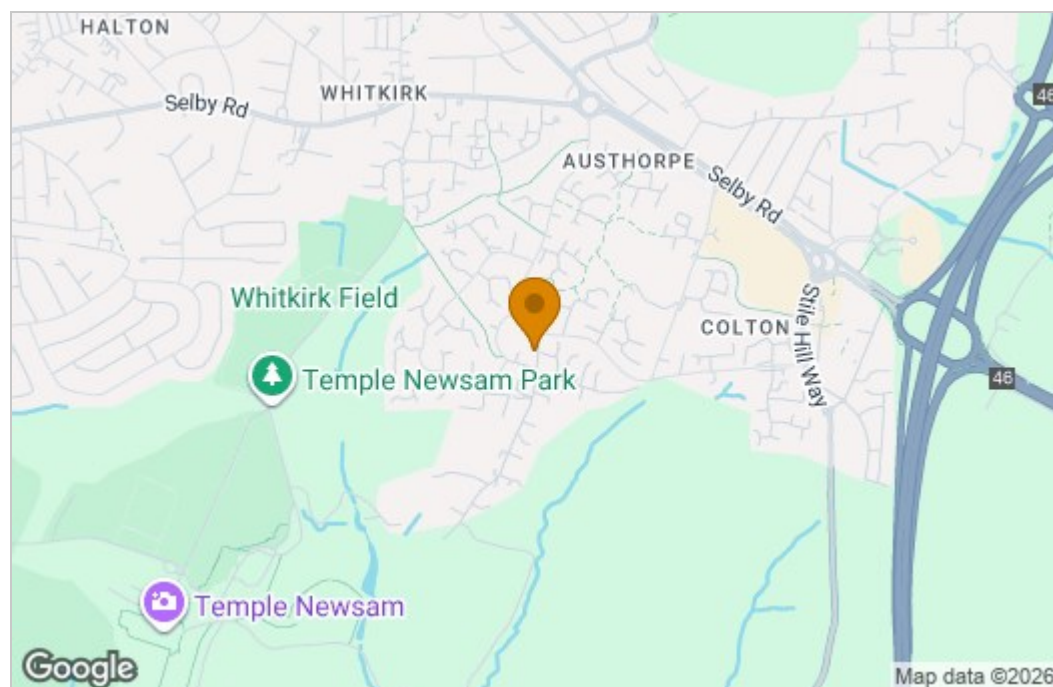 HALTON
WHITKIRK
Selby Rd
46
AUSTHORPE
Selby Rd
Whitkirk Field
COLTON
Stile Hill Way
Temple Newsam Park
46
Temple Newsam
Google
Map data ©2026